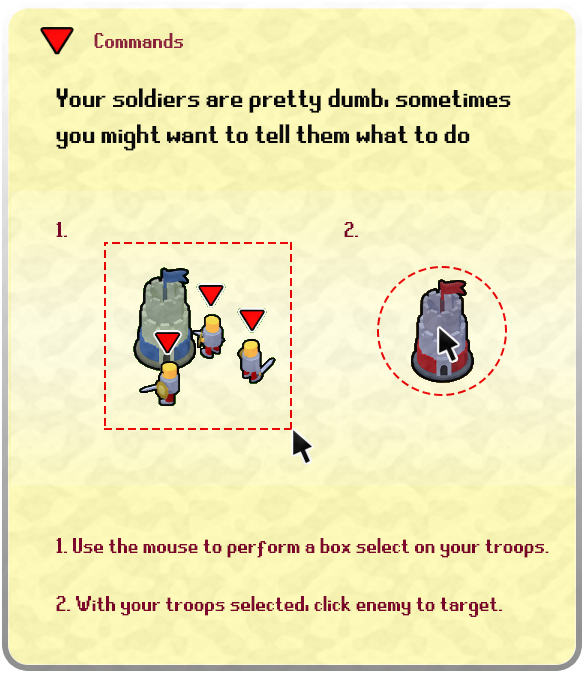 Commands
Your soldiers are pretty dumb, sometimes
you might want to tell them what to do
1.
2.
1. Use the mouse to perform a box select on your troops.
2. With your troops selected, click enemy to target.